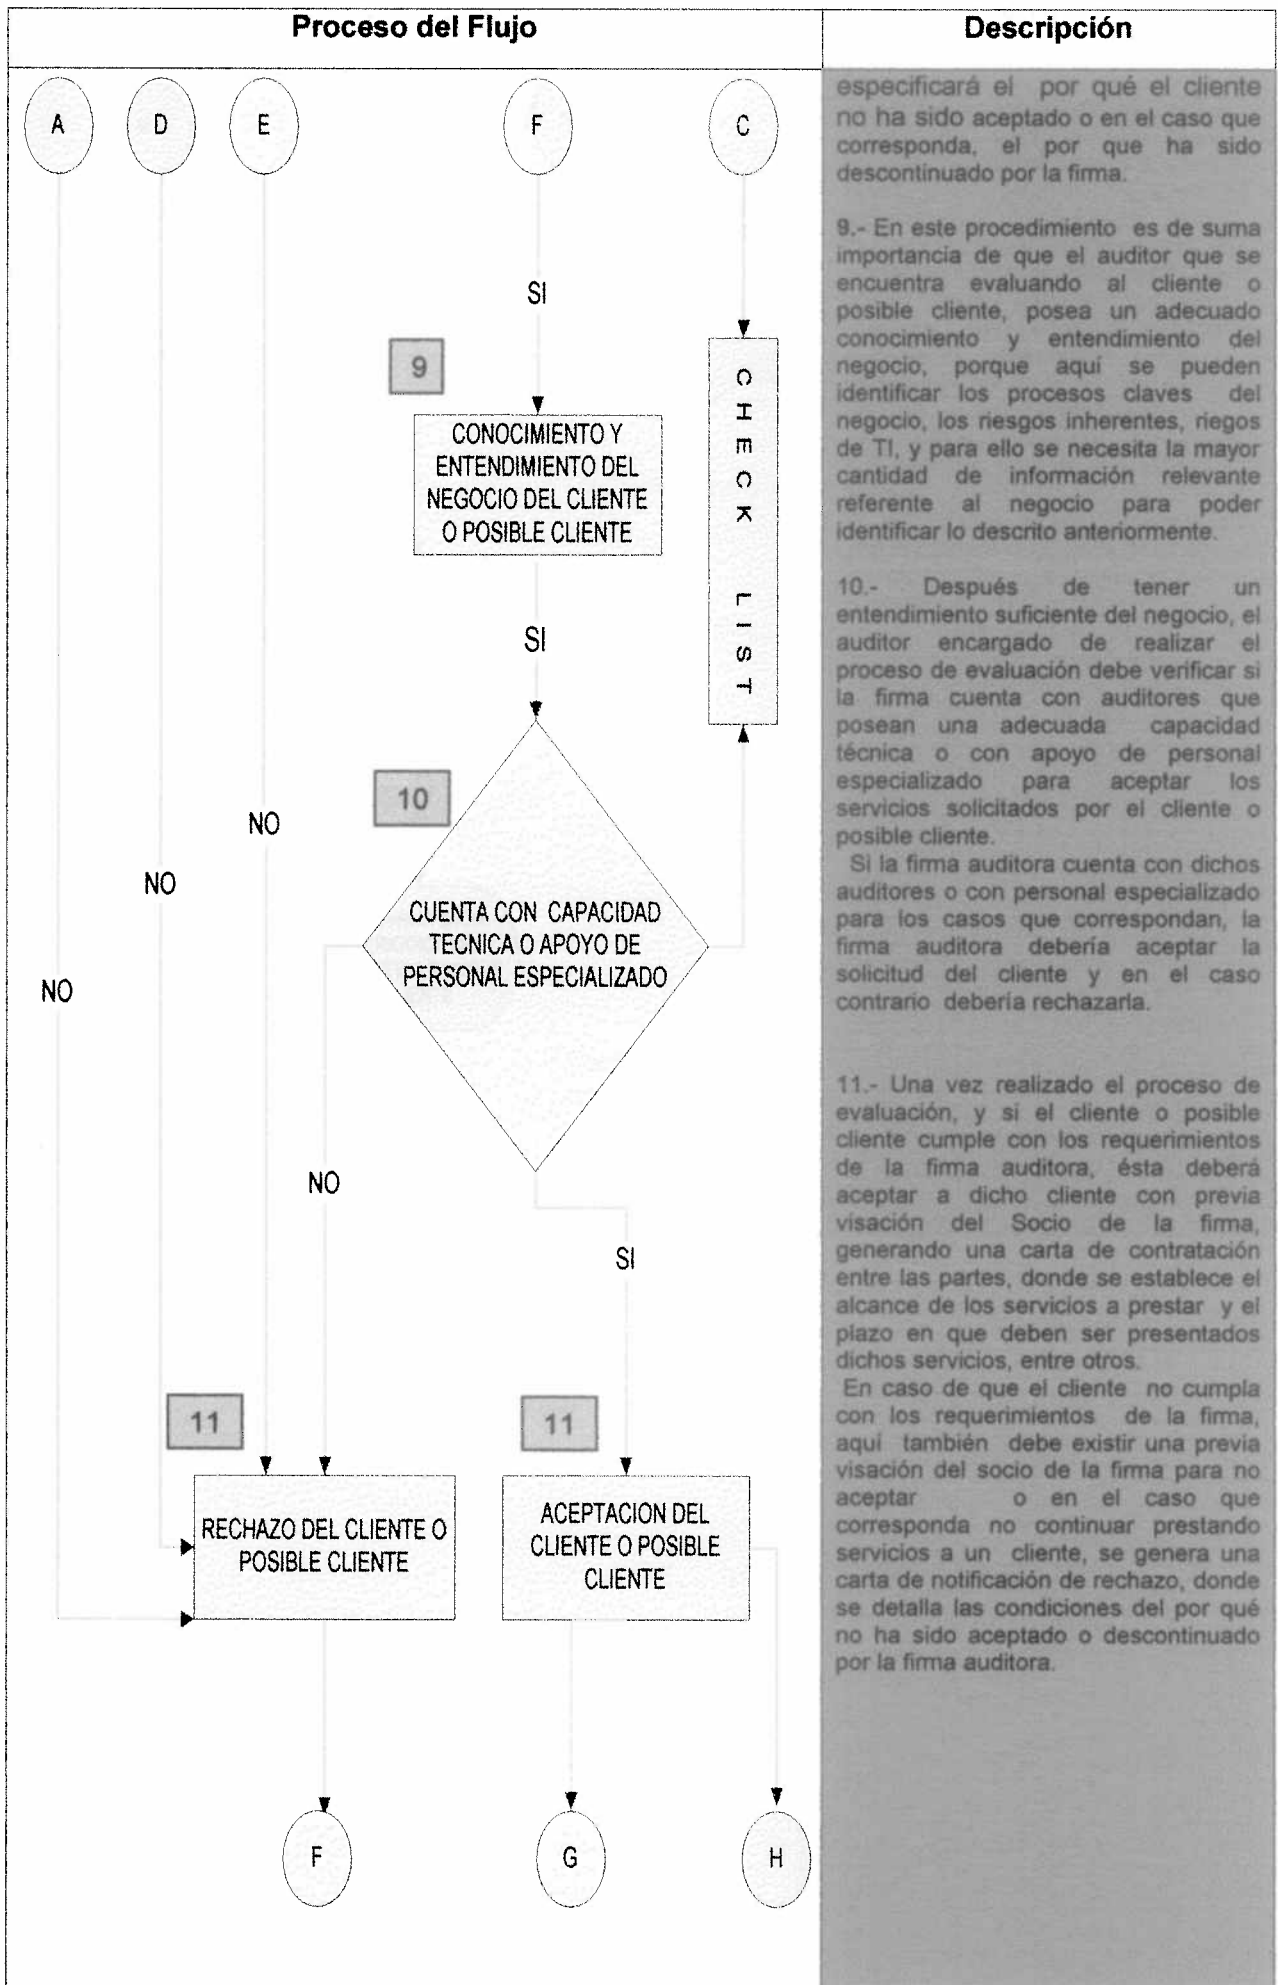 Proceso del Flujo
Descripción
A
D
E
F
C
SI
9
CONOCIMIENTO Y
ENTENDIMIENTO DEL
NEGOCIO DEL CLIENTE
O POSIBLE CLIENTE
CHECK LIST
SI
10
CUENTA CON CAPACIDAD
TECNICA O APOYO DE
PERSONAL ESPECIALIZADO
NO
NO
NO
NO
SI
11
RECHAZO DEL CLIENTE O
POSIBLE CLIENTE
11
ACEPTACION DEL
CLIENTE O POSIBLE
CLIENTE
F
G
H
especificará el por qué el cliente
no ha sido aceptado o en el caso que
corresponda, el por que ha sido
descontinuado por la firma.
9.- En este procedimiento es de suma
importancia de que el auditor que se
encuentra evaluando al cliente o
posible cliente, posea un adecuado
conocimiento y entendimiento del
negocio, porque aquí se pueden
identificar los procesos claves del
negocio, los riesgos inherentes, riegos
de TI, y para ello se necesita la mayor
cantidad de información relevante
referente al negocio para poder
identificar lo descrito anteriormente.
10.- Después de tener un
entendimiento suficiente del negocio, el
auditor encargado de realizar el
proceso de evaluación debe verificar si
la firma cuenta con auditores que
posean una adecuada capacidad
técnica o con apoyo de personal
especializado para aceptar los
servicios solicitados por el cliente o
posible cliente.
Si la firma auditora cuenta con dichos
auditores o con personal especializado
para los casos que correspondan, la
firma auditora debería aceptar la
solicitud del cliente y en el caso
contrario debería rechazarla.
11.- Una vez realizado el proceso de
evaluación, y si el cliente o posible
cliente cumple con los requerimientos
de la firma auditora, ésta deberá
aceptar a dicho cliente con previa
visación del Socio de la firma,
generando una carta de contratación
entre las partes, donde se establece el
alcance de los servicios a prestar y el
plazo en que deben ser presentados
dichos servicios, entre otros.
En caso de que el cliente no cumpla
con los requerimientos de la firma,
aquí también debe existir una previa
visación del socio de la firma para no
aceptar o en el caso que
corresponda no continuar prestando
servicios a un cliente, se genera una
carta de notificación de rechazo, donde
se detalla las condiciones del por qué
no ha sido aceptado o descontinuado
por la firma auditora.